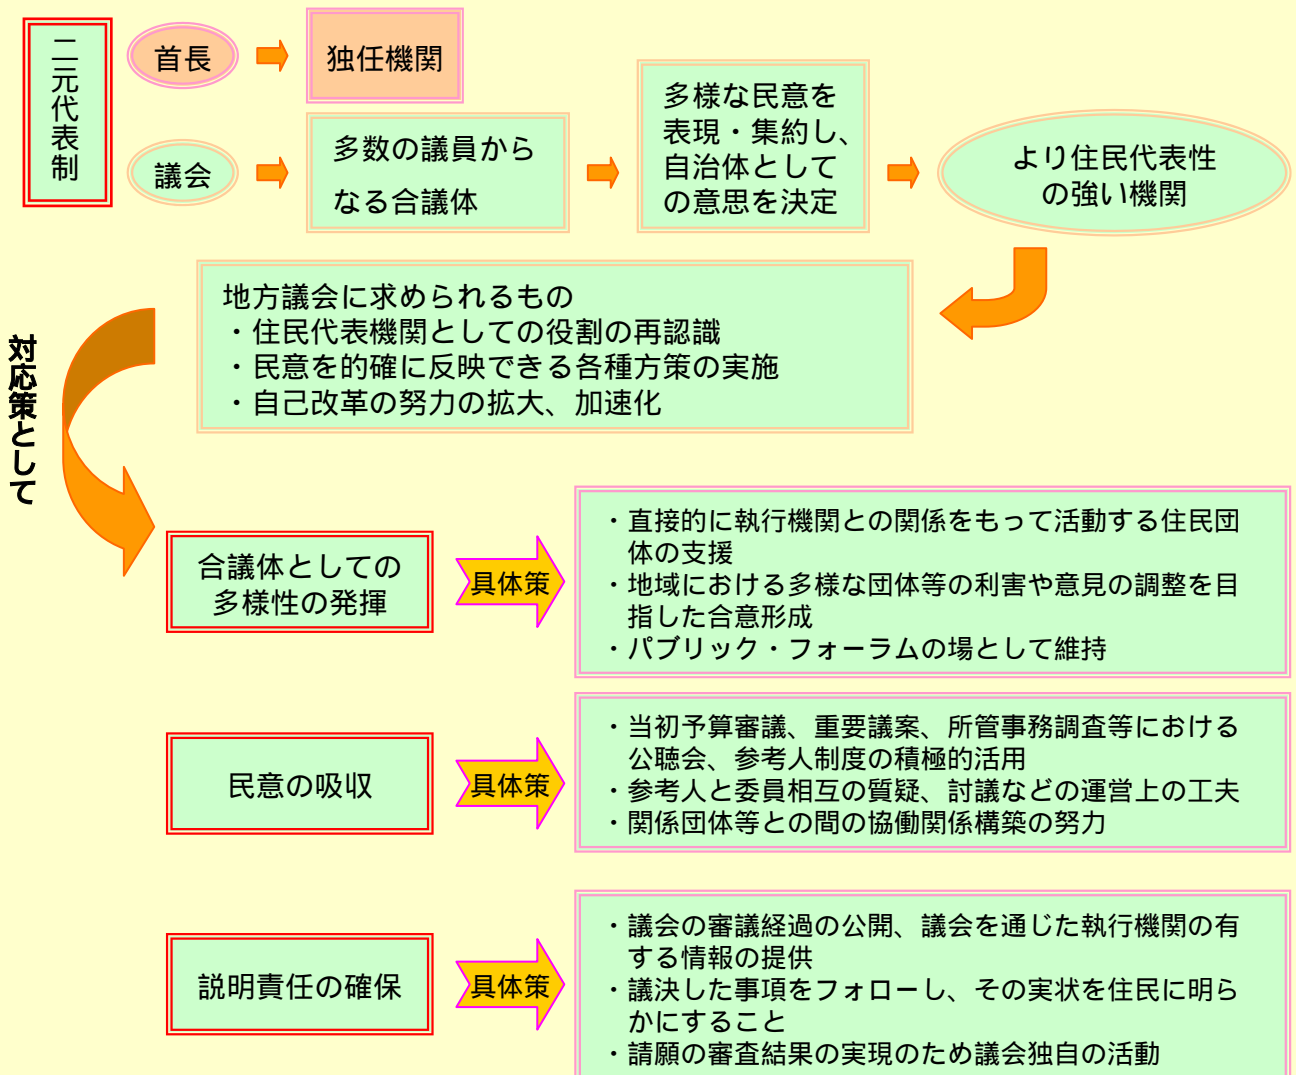 二元代表制
首長
独任機関
議会
多数の議員から
なる合議体
多様な民意を
表現・集約し、
自治体として
の意思を決定
より住民代表性
の強い機関
地方議会に求められるもの
・住民代表機関としての役割の再認識
・民意を的確に反映できる各種方策の実施
・自己改革の努力の拡大、加速化
対応策として
合議体としての
多様性の発揮
具体策
・直接的に執行機関との関係をもって活動する住民団
体の支援
・地域における多様な団体等の利害や意見の調整を目
指した合意形成
・パブリック・フォーラムの場として維持
民意の吸収
具体策
・当初予算審議、重要議案、所管事務調査等における
公聴会、参考人制度の積極的活用
・参考人と委員相互の質疑、討議などの運営上の工夫
・関係団体等との間の協働関係構築の努力
説明責任の確保
具体策
・議会の審議経過の公開、議会を通じた執行機関の有
する情報の提供
・議決した事項をフォローし、その実状を住民に明ら
かにすること
・請願の審査結果の実現のため議会独自の活動